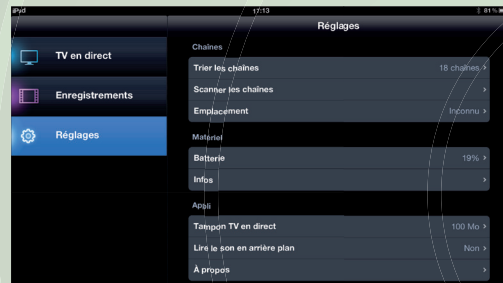 iPad 17:13 81 %
Réglages
TV en direct
Enregistrements
Réglages
Chaînes
Trier les chaînes 18 chaînes
Scanner les chaînes
Emplacement Inconnu
Matériel
Batterie 19%
Infos
Appli
Tampon TV en direct 100 Mo
Lire le son en arrière plan Non
À propos